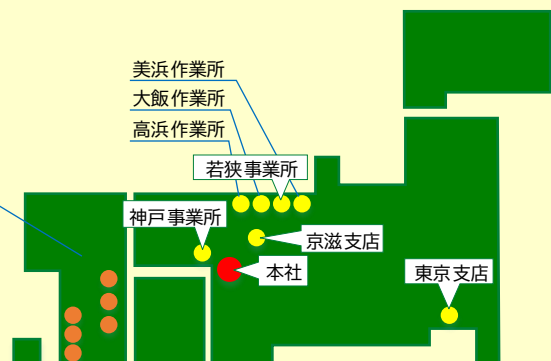 美浜作業所
大飯作業所
高浜作業所
若狭事業所
神戸事業所
京滋支店
本社
東京支店